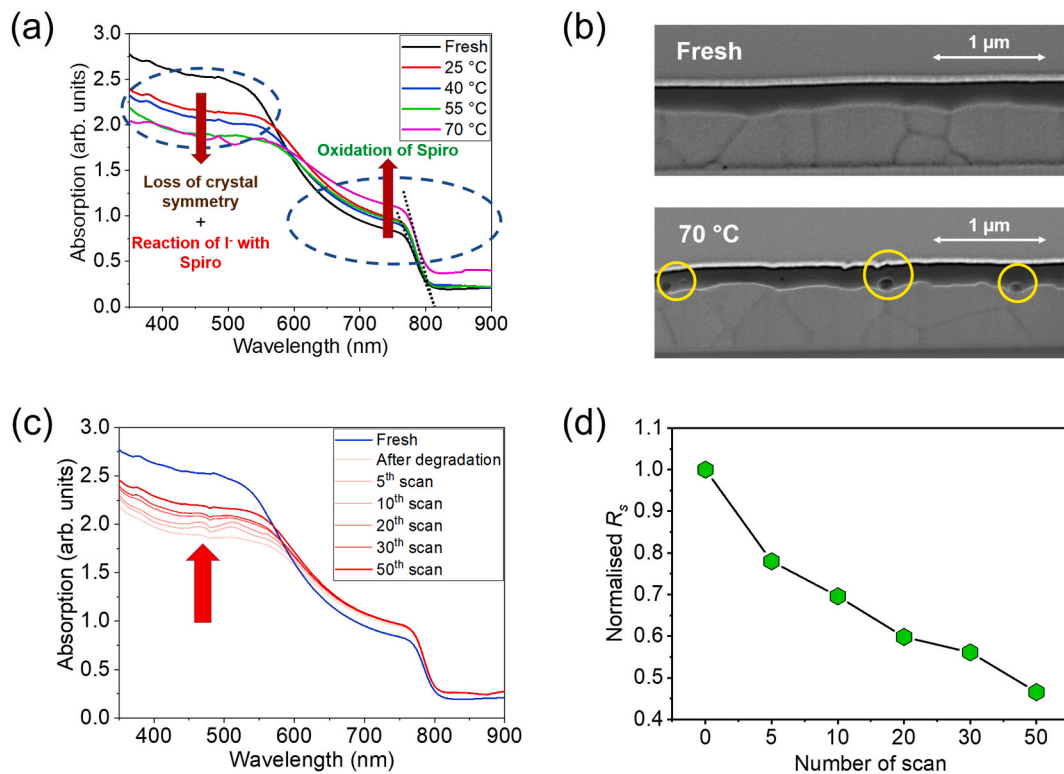 (a)
3.0
2.5
2.0
1.5
1.0
0.5
0.0
Absorption (arb. units)
400 500 600 700 800 900
Wavelength (nm)
Fresh
25 °C
40 °C
55 °C
70 °C
Loss of crystal
symmetry
+
Reaction of I- with
Spiro
Oxidation of Spiro
(b)
Fresh
1 µm
70 °C
1 µm
(c)
3.0
2.5
2.0
1.5
1.0
0.5
0.0
Absorption (arb. units)
400 500 600 700 800 900
Wavelength (nm)
Fresh
After degradation
5th scan
10th scan
20th scan
30th scan
50th scan
(d)
1.1
1.0
0.9
0.8
0.7
0.6
0.5
0.4
Normalised Rs
0 5 10 20 30 50
Number of scan